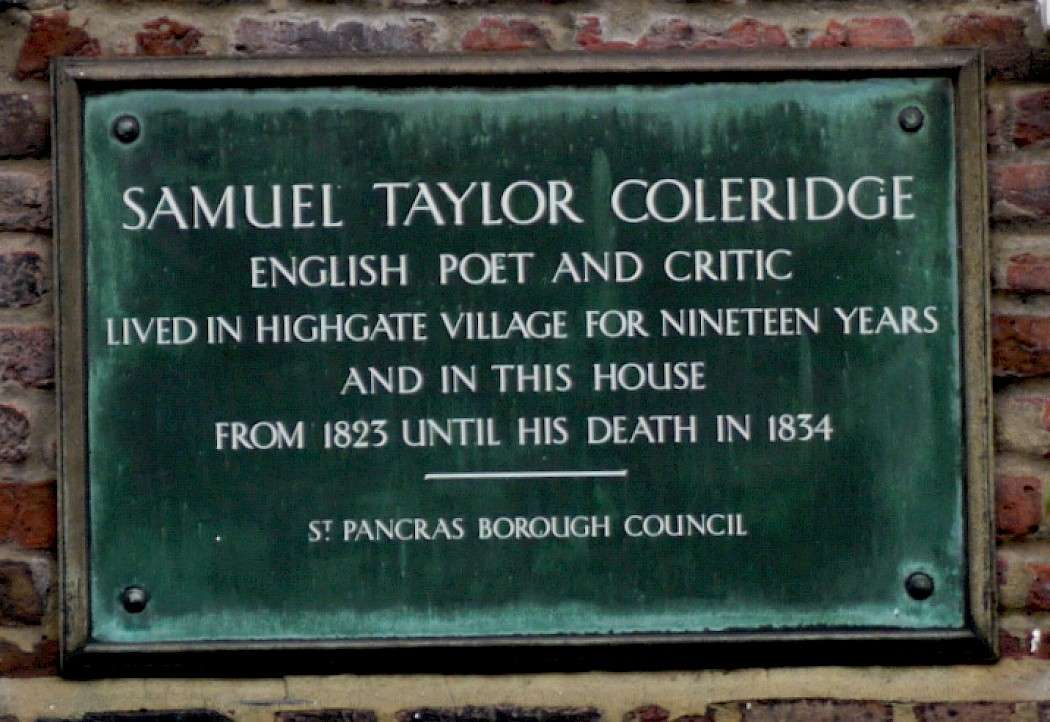 SAMUEL TAYLOR COLERIDGE
ENGLISH POET AND CRITIC
LIVED IN HIGHGATE VILLAGE FOR NINETEEN YEARS
AND IN THIS HOUSE
FROM 1823 UNTIL HIS DEATH IN 1834
ST PANCRAS BOROUGH COUNCIL